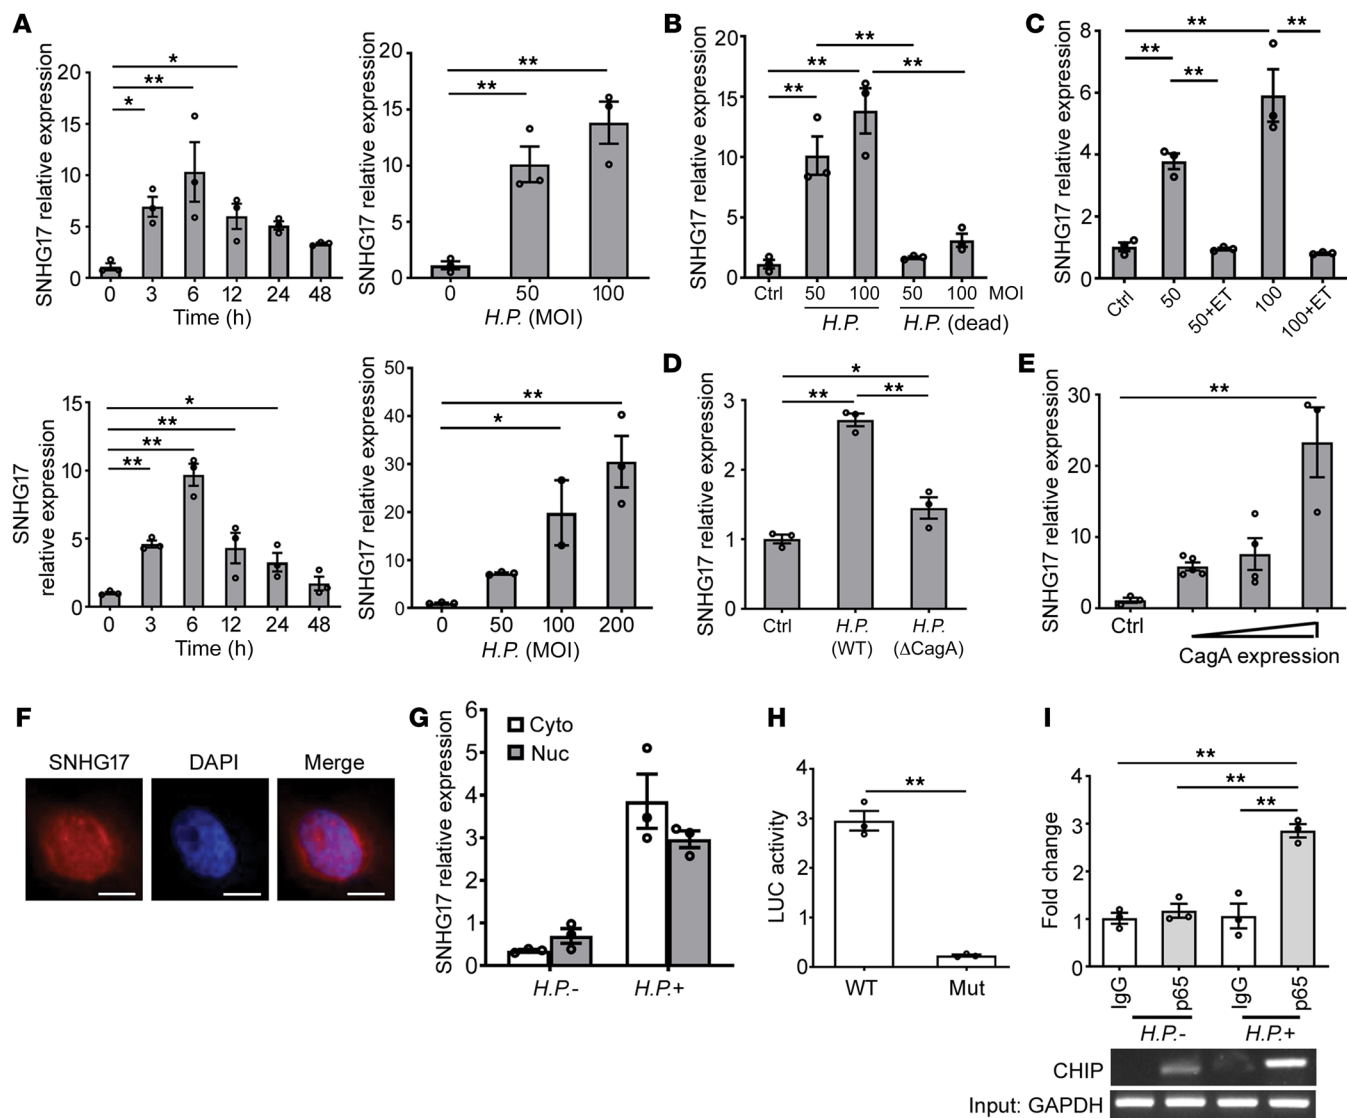 A
SNHG17 relative expression
20
15
10
5
0
*
**
*
0 3 6 12 24 48
Time (h)
SNHG17 relative expression
20
15
10
5
0
**
**
0 50 100
H.P. (MOI)
B
SNHG17 relative expression
20
15
10
5
0
**
**
**
**
Ctrl 50 100 50 100 MOI
H.P. H.P. (dead)
C
SNHG17 relative expression
8
6
4
2
0
**
**
**
**
Ctrl 50 50+ET 100 100+ET
SNHG17
relative expression
15
10
5
0
*
**
**
**
0 3 6 12 24 48
Time (h)
SNHG17 relative expression
50
40
30
20
10
0
**
*
0 50 100 200
H.P. (MOI)
D
SNHG17 relative expression
3
2
1
0
*
**
**
Ctrl H.P. H.P.
(WT) (ΔCagA)
E
SNHG17 relative expression
30
20
10
0
**
Ctrl
CagA expression
F
SNHG17 DAPI Merge
G
SNHG17 relative expression
6
5
4
3
2
1
0
Cyto
Nuc
H.P.- H.P.+
H
LUC activity
4
3
2
1
0
**
WT Mut
I
Fold change
4
3
2
1
0
**
**
**
IgG p65 IgG p65
H.P.- H.P.+
CHIP
Input: GAPDH